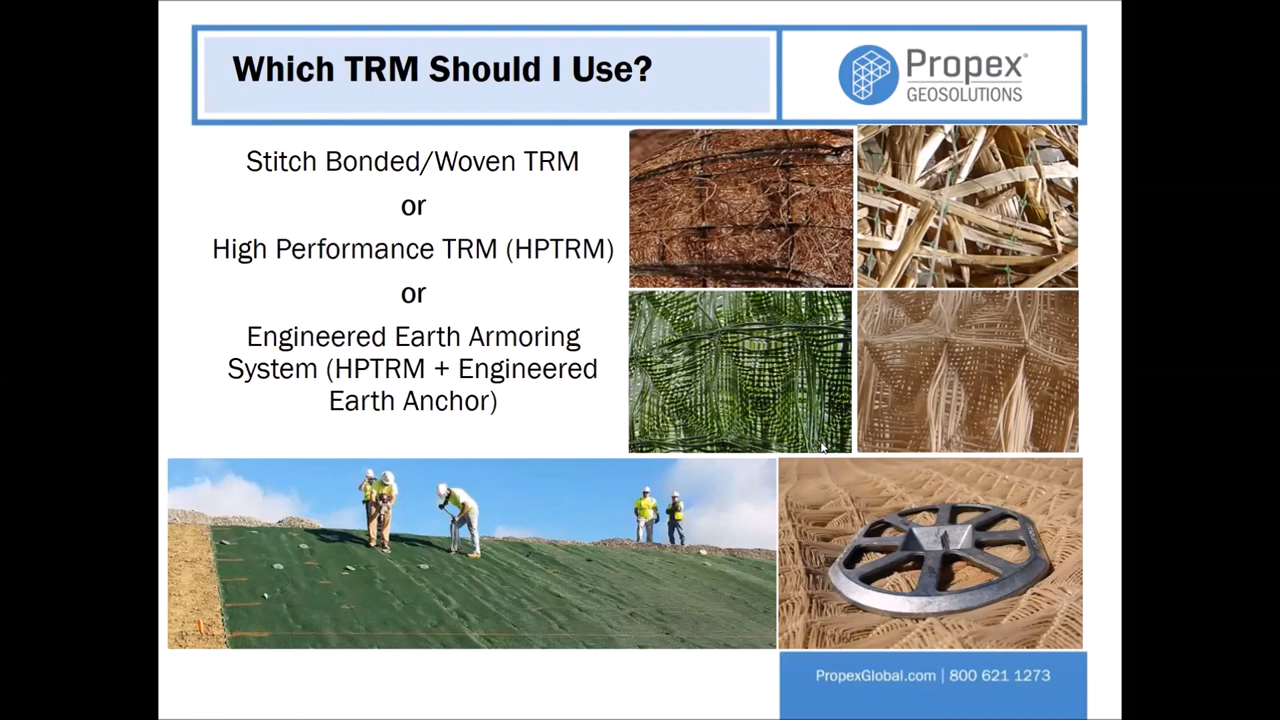 Which TRM Should I Use?
Propex®
GEOSOLUTIONS
Stitch Bonded/Woven TRM
or
High Performance TRM (HPTRM)
or
Engineered Earth Armoring
System (HPTRM + Engineered
Earth Anchor)
PropexGlobal.com | 800 621 1273